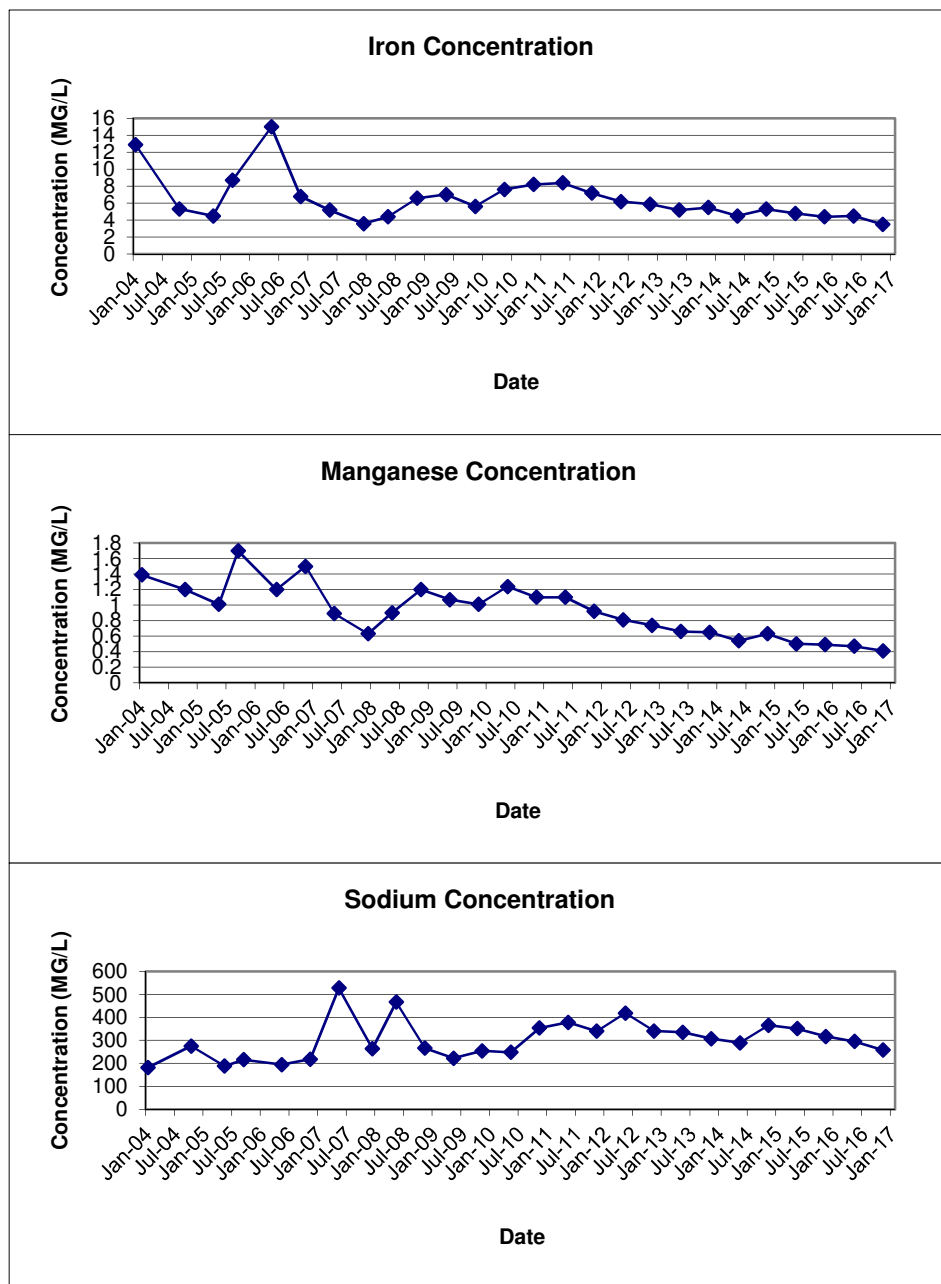 Iron Concentration
Concentration (MG/L)
16
14
12
10
8
6
4
2
0
Jan-04
Jul-04
Jan-05
Jul-05
Jan-06
Jul-06
Jan-07
Jul-07
Jan-08
Jul-08
Jan-09
Jul-09
Jan-10
Jul-10
Jan-11
Jul-11
Jan-12
Jul-12
Jan-13
Jul-13
Jan-14
Jul-14
Jan-15
Jul-15
Jan-16
Jul-16
Jan-17
Date
Manganese Concentration
Concentration (MG/L)
1.8
1.6
1.4
1.2
1
0.8
0.6
0.4
0.2
0
Jan-04
Jul-04
Jan-05
Jul-05
Jan-06
Jul-06
Jan-07
Jul-07
Jan-08
Jul-08
Jan-09
Jul-09
Jan-10
Jul-10
Jan-11
Jul-11
Jan-12
Jul-12
Jan-13
Jul-13
Jan-14
Jul-14
Jan-15
Jul-15
Jan-16
Jul-16
Jan-17
Date
Sodium Concentration
Concentration (MG/L)
600
500
400
300
200
100
0
Jan-04
Jul-04
Jan-05
Jul-05
Jan-06
Jul-06
Jan-07
Jul-07
Jan-08
Jul-08
Jan-09
Jul-09
Jan-10
Jul-10
Jan-11
Jul-11
Jan-12
Jul-12
Jan-13
Jul-13
Jan-14
Jul-14
Jan-15
Jul-15
Jan-16
Jul-16
Jan-17
Date